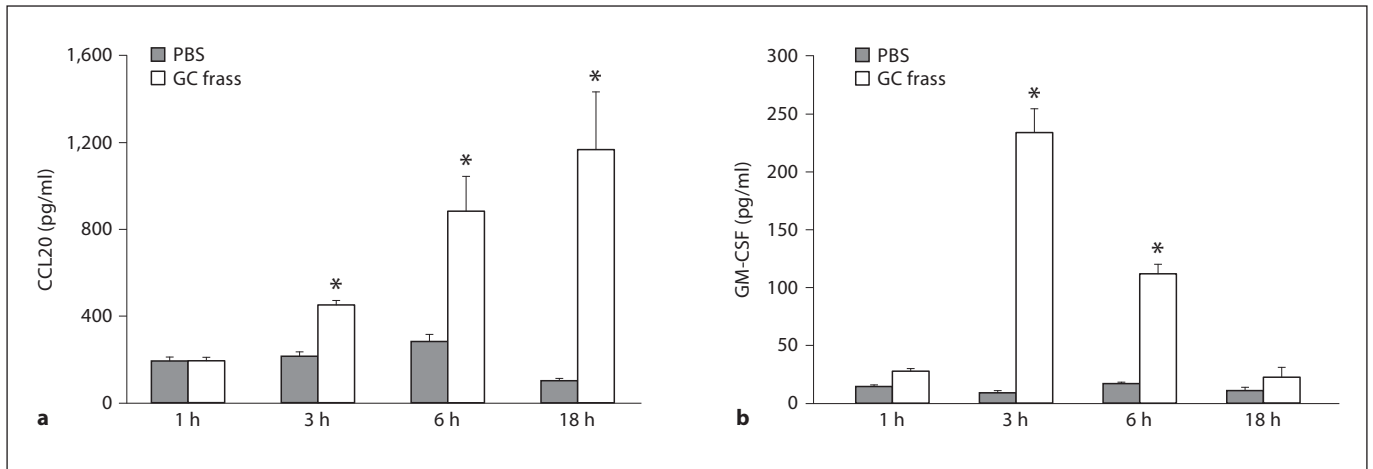 1,600
1,200
800
400
0
CCL20 (pg/ml)
PBS
GC frass
*
*
*
1 h
3 h
6 h
18 h
a
300
250
200
150
100
50
0
GM-CSF (pg/ml)
PBS
GC frass
*
*
1 h
3 h
6 h
18 h
b